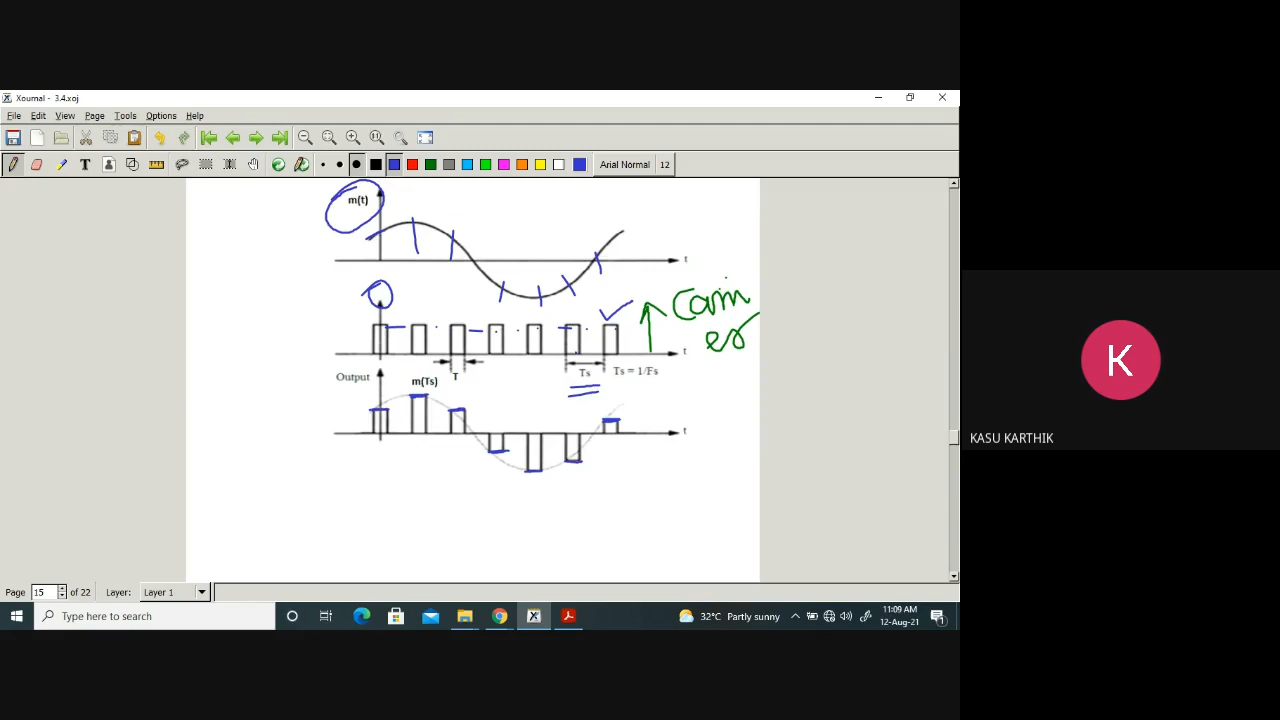 Xournal - 3.4.xoj
File Edit View Page Tools Options Help
T Arial Normal 12
m(t)
t
t
T
Ts Ts = 1/Fs
Output
m(Ts)
t
Page 15 of 22 Layer: Layer 1
Type here to search
32°C Partly sunny
11:09 AM
12-Aug-21
1
K
KASU KARTHIK